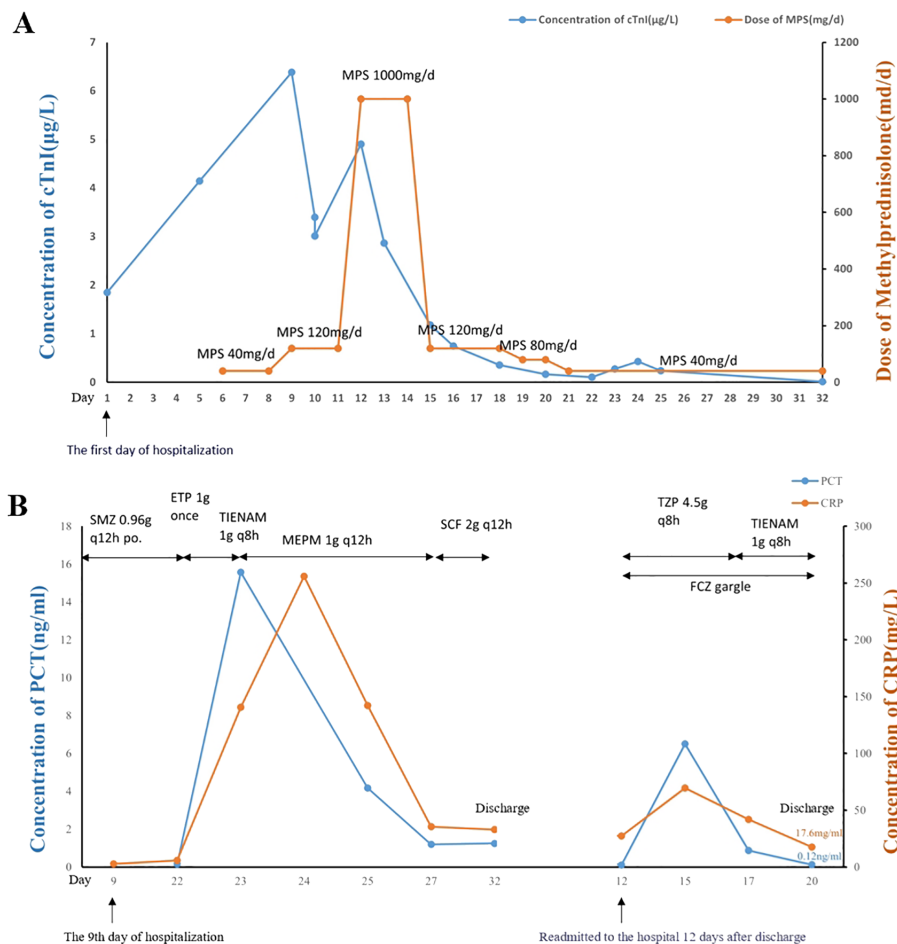 A
Concentration of cTnI(μg/L)
Dose of MPS(mg/d)
Concentration of cTnI(μg/L)
Dose of Methylprednisolone(md/d)
7
6
5
4
3
2
1
0
1200
1000
800
600
400
200
0
MPS 1000mg/d
MPS 40mg/d
MPS 120mg/d
MPS 120mg/d
MPS 80mg/d
MPS 40mg/d
Day 1 2 3 4 5 6 7 8 9 10 11 12 13 14 15 16 17 18 19 20 21 22 23 24 25 26 27 28 29 30 31 32
The first day of hospitalization
B
PCT
CRP
Concentration of PCT(ng/ml)
Concentration of CRP(mg/L)
18
16
14
12
10
8
6
4
2
0
300
250
200
150
100
50
0
SMZ 0.96g
q12h po.
ETP 1g
once
TIENAM
1g q8h
MEPM 1g q12h
SCF 2g q12h
TZP 4.5g
q8h
TIENAM
1g q8h
FCZ gargle
Discharge
Discharge
17.6mg/ml
0.12ng/ml
Day 9 22 23 24 25 27 32 12 15 17 20
The 9th day of hospitalization
Readmitted to the hospital 12 days after discharge